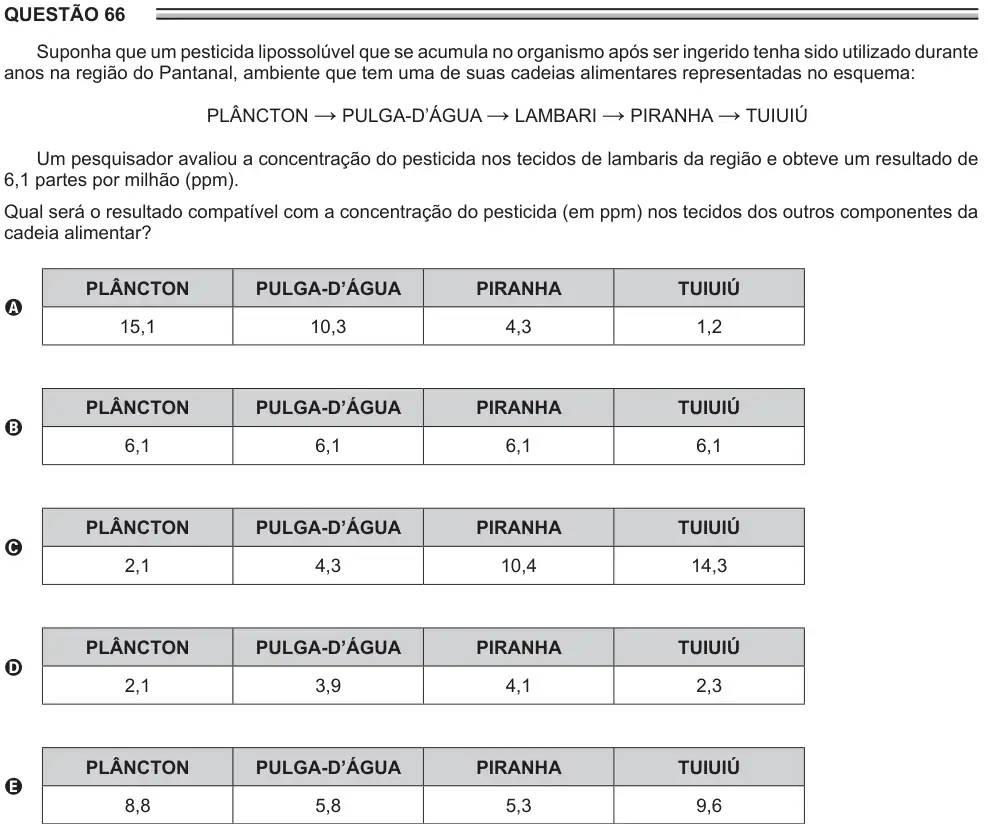 QUESTÃO 66
Suponha que um pesticida lipossolúvel que se acumula no organismo após ser ingerido tenha sido utilizado durante
anos na região do Pantanal, ambiente que tem uma de suas cadeias alimentares representadas no esquema:
PLÂNCTON → PULGA-D'ÁGUA → LAMBARI → PIRANHA → TUIUIÚ
Um pesquisador avaliou a concentração do pesticida nos tecidos de lambaris da região e obteve um resultado de
6,1 partes por milhão (ppm).
Qual será o resultado compatível com a concentração do pesticida (em ppm) nos tecidos dos outros componentes da
cadeia alimentar?
A
PLÂNCTON PULGA-D'ÁGUA PIRANHA TUIUIÚ
15,1 10,3 4,3 1,2
B
PLÂNCTON PULGA-D'ÁGUA PIRANHA TUIUIÚ
6,1 6,1 6,1 6,1
C
PLÂNCTON PULGA-D'ÁGUA PIRANHA TUIUIÚ
2,1 4,3 10,4 14,3
D
PLÂNCTON PULGA-D'ÁGUA PIRANHA TUIUIÚ
2,1 3,9 4,1 2,3
E
PLÂNCTON PULGA-D'ÁGUA PIRANHA TUIUIÚ
8,8 5,8 5,3 9,6